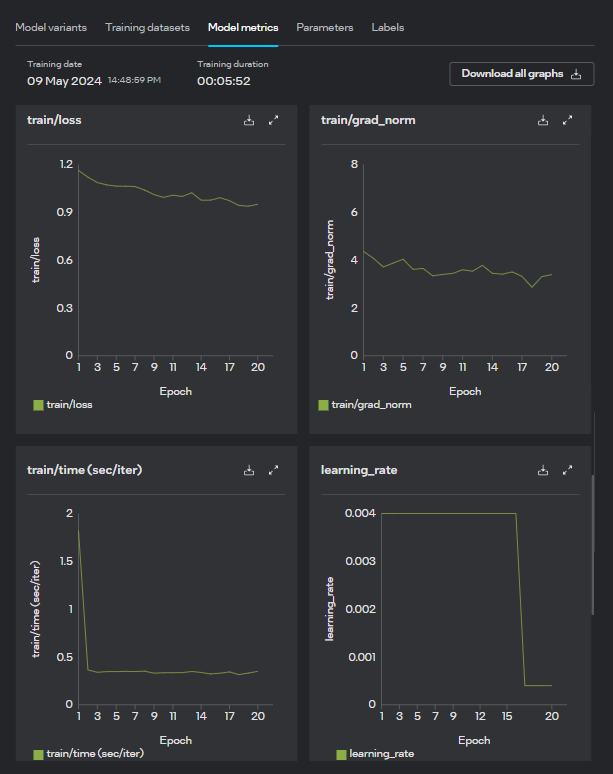 Model variants Training datasets Model metrics Parameters Labels
Training date Training duration
09 May 2024 14:48:59 PM 00:05:52 Download all graphs
train/loss
1.2
0.9
0.6
0.3
0
train/loss
1 3 5 7 9 11 14 17 20
Epoch
train/loss
train/grad_norm
8
6
4
2
0
train/grad_norm
1 3 5 7 9 11 14 17 20
Epoch
train/grad_norm
train/time (sec/iter)
2
1.5
1
0.5
0
train/time (sec/iter)
1 3 5 7 9 11 14 17 20
Epoch
train/time (sec/iter)
learning_rate
0.004
0.003
0.002
0.001
0
learning_rate
1 3 5 7 9 12 15 20
Epoch
learning_rate